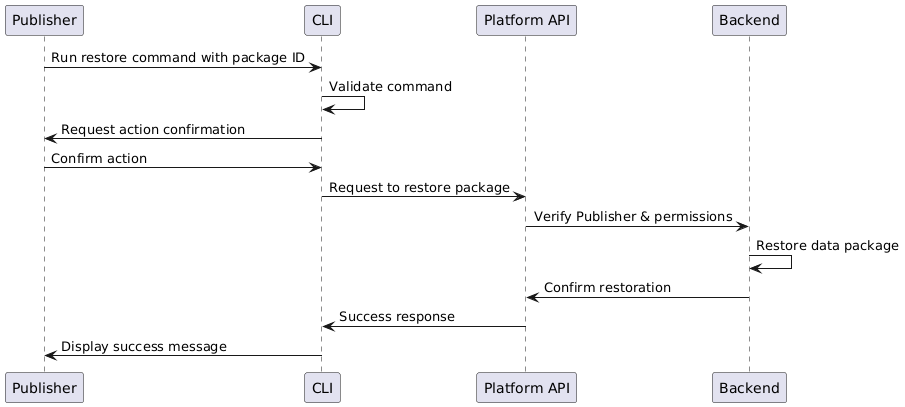 Publisher CLI Platform API Backend
Run restore command with package ID
Validate command
Request action confirmation
Confirm action
Request to restore package
Verify Publisher & permissions
Restore data package
Confirm restoration
Success response
Display success message
Publisher CLI Platform API Backend